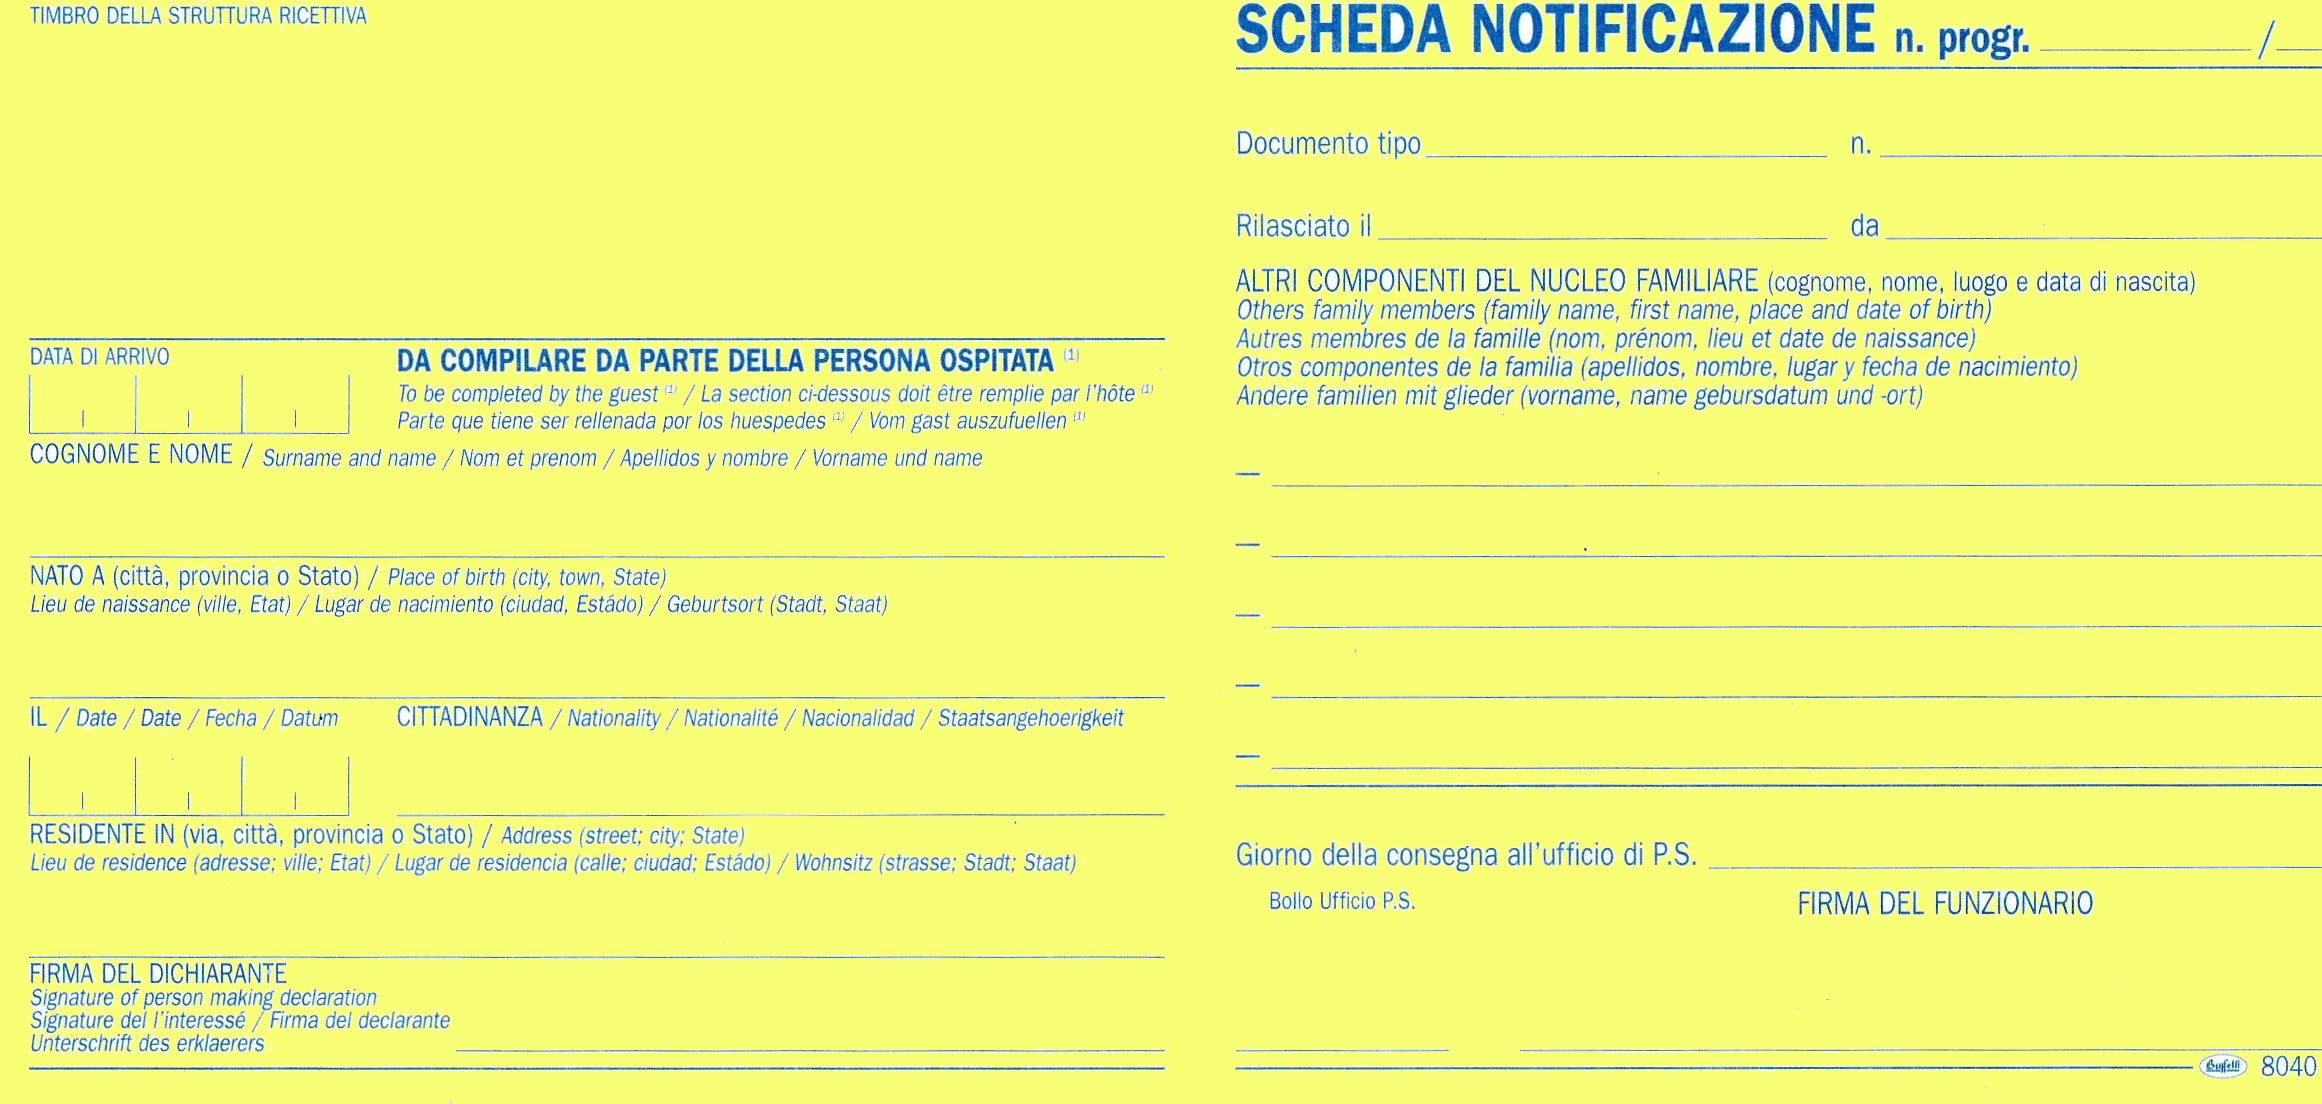 TIMBRO DELLA STRUTTURA RICETTIVA
DATA DI ARRIVO
DA COMPILARE DA PARTE DELLA PERSONA OSPITATA (1)
To be completed by the guest (1) / La section ci-dessous doit être remplie par l'hôte (1)
Parte que tiene ser rellenada por los huespedes (1) / Vom gast auszufuellen (1)
COGNOME E NOME / Surname and name / Nom et prenom / Apellidos y nombre / Vorname und name
NATO A (città, provincia o Stato) / Place of birth (city, town, State)
Lieu de naissance (ville, Etat) / Lugar de nacimiento (ciudad, Estádo) / Geburtsort (Stadt, Staat)
IL / Date / Date / Fecha / Datum
CITTADINANZA / Nationality / Nationalité / Nacionalidad / Staatsangehoerigkeit
RESIDENTE IN (via, città, provincia o Stato) / Address (street; city; State)
Lieu de residence (adresse; ville; Etat) / Lugar de residencia (calle; ciudad; Estádo) / Wohnsitz (strasse; Stadt; Staat)
FIRMA DEL DICHIARANTE
Signature of person making declaration
Signature del l'interessé / Firma del declarante
Unterschrift des erklaerers
SCHEDA NOTIFICAZIONE n. progr. /
Documento tipo n.
Rilasciato il da
ALTRI COMPONENTI DEL NUCLEO FAMILIARE (cognome, nome, luogo e data di nascita)
Others family members (family name, first name, place and date of birth)
Autres membres de la famille (nom, prénom, lieu et date de naissance)
Otros componentes de la familia (apellidos, nombre, lugar y fecha de nacimiento)
Andere familien mit glieder (vorname, name gebursdatum und -ort)
—
—
—
—
—
Giorno della consegna all'ufficio di P.S.
Bollo Ufficio P.S.
FIRMA DEL FUNZIONARIO
Buffetti 8040